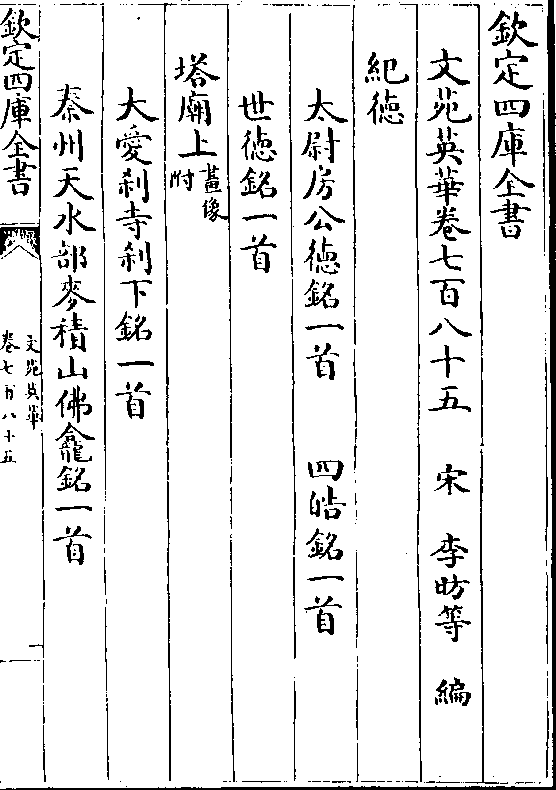 欽定四庫全書
文苑英華卷七百八十五　宋　李昉等　編
紀德
太尉房公德銘一首　四皓銘一首
世德銘一首
塔廟上畫像附
大愛刹寺刹下銘一首
秦州天水郡麥積山佛龕銘一首
欽定四庫全書
文苑英華
卷七百八十五
一